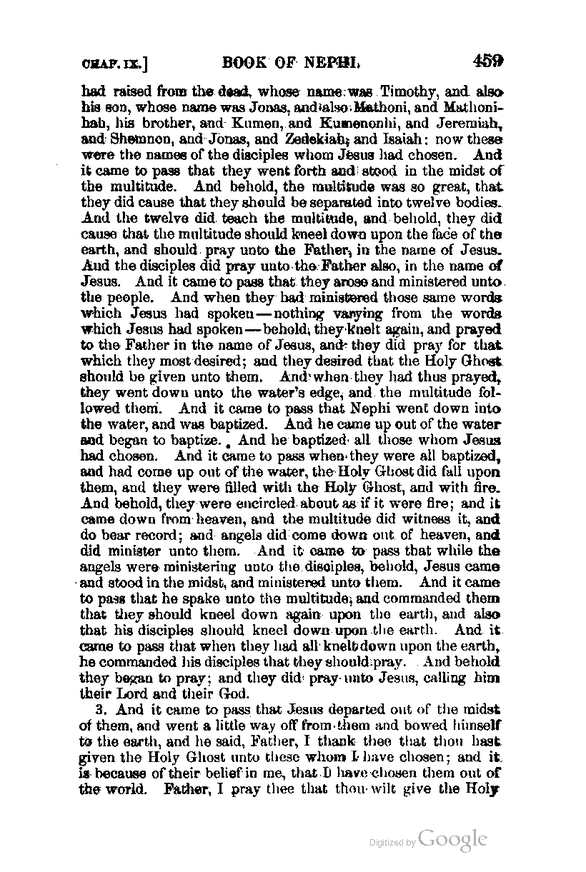 CHAP. IX.] BOOK OF NEPHI. 459
had raised from the dead, whose name was Timothy, and also
his son, whose name was Jonas, and also Mathoni, and Mathoni-
hah, his brother, and Kumen, and Kumenonhi, and Jeremiah,
and Shemnon, and Jonas, and Zedekiah, and Isaiah: now these
were the names of the disciples whom Jesus had chosen. And
it came to pass that they went forth and stood in the midst of
the multitude. And behold, the multitude was so great, that
they did cause that they should be separated into twelve bodies.
And the twelve did teach the multitude, and behold, they did
cause that the multitude should kneel down upon the face of the
earth, and should pray unto the Father, in the name of Jesus.
And the disciples did pray unto the Father also, in the name of
Jesus. And it came to pass that they arose and ministered unto
the people. And when they had ministered those same words
which Jesus had spoken—nothing varying from the words
which Jesus had spoken—behold, they knelt again, and prayed
to the Father in the name of Jesus, and they did pray for that
which they most desired; and they desired that the Holy Ghost
should be given unto them. And when they had thus prayed,
they went down unto the water's edge, and the multitude fol-
lowed them. And it came to pass that Nephi went down into
the water, and was baptized. And he came up out of the water
and began to baptize. And he baptized all those whom Jesus
had chosen. And it came to pass when they were all baptized,
and had come up out of the water, the Holy Ghost did fall upon
them, and they were filled with the Holy Ghost, and with fire.
And behold, they were encircled about as if it were fire; and it
came down from heaven, and the multitude did witness it, and
do bear record; and angels did come down out of heaven, and
did minister unto them. And it came to pass that while the
angels were ministering unto the disciples, behold, Jesus came
and stood in the midst, and ministered unto them. And it came
to pass that he spake unto the multitude, and commanded them
that they should kneel down again upon the earth, and also
that his disciples should kneel down upon the earth. And it
came to pass that when they had all knelt down upon the earth,
he commanded his disciples that they should pray. And behold
they began to pray; and they did pray unto Jesus, calling him
their Lord and their God.
3. And it came to pass that Jesus departed out of the midst
of them, and went a little way off from them and bowed himself
to the earth, and he said, Father, I thank thee that thou hast
given the Holy Ghost unto these whom I have chosen; and it
is because of their belief in me, that I have chosen them out of
the world. Father, I pray thee that thou wilt give the Holy
Digitized by Google